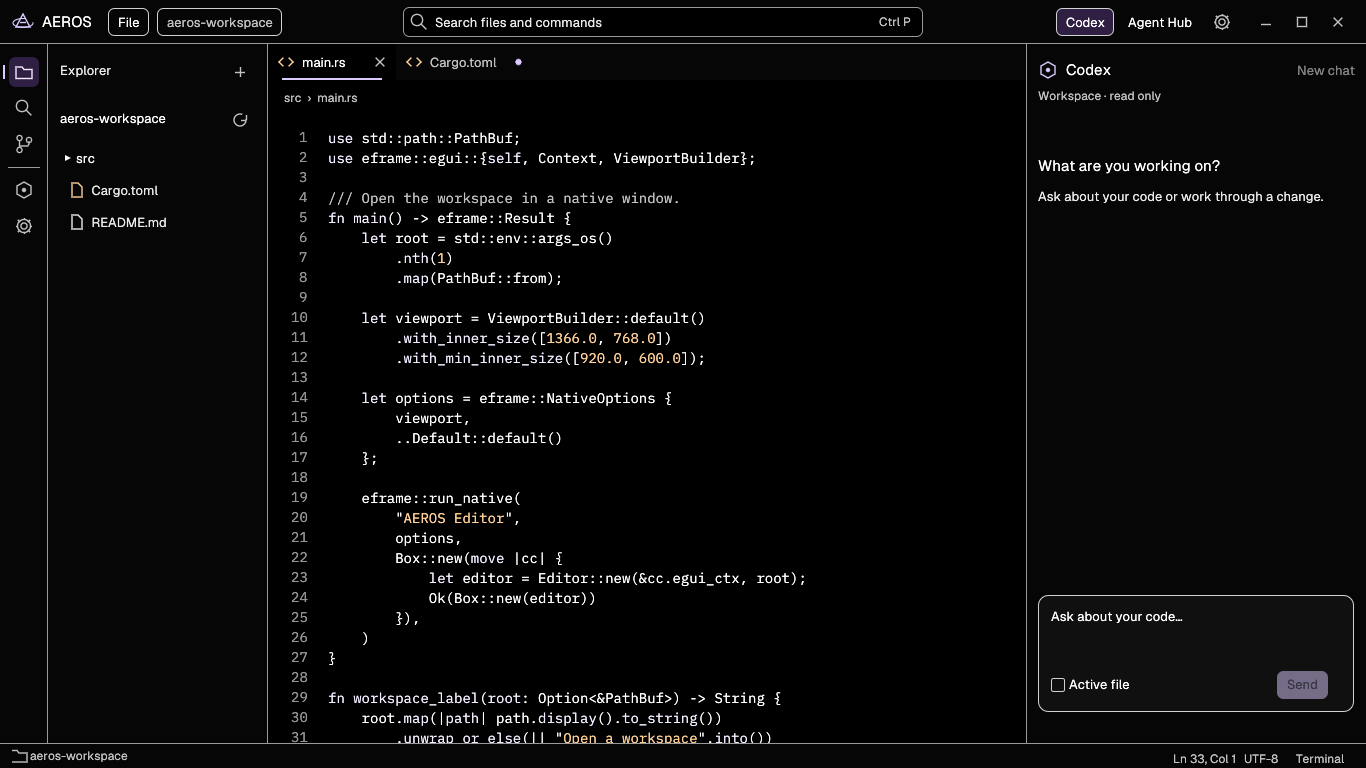 AEROS File aeros-workspace Search files and commands Ctrl P Codex Agent Hub
Explorer
aeros-workspace
src
Cargo.toml
README.md
main.rs Cargo.toml
src › main.rs
1 use std::path::PathBuf;
2 use eframe::egui::{self, Context, ViewportBuilder};
3
4 /// Open the workspace in a native window.
5 fn main() -> eframe::Result {
6     let root = std::env::args_os()
7         .nth(1)
8         .map(PathBuf::from);
9
10     let viewport = ViewportBuilder::default()
11         .with_inner_size([1366.0, 768.0])
12         .with_min_inner_size([920.0, 600.0]);
13
14     let options = eframe::NativeOptions {
15         viewport,
16         ..Default::default()
17     };
18
19     eframe::run_native(
20         "AEROS Editor",
21         options,
22         Box::new(move |cc| {
23             let editor = Editor::new(&cc.egui_ctx, root);
24             Ok(Box::new(editor))
25         }),
26     )
27 }
28
29 fn workspace_label(root: Option<&PathBuf>) -> String {
30     root.map(|path| path.display().to_string())
31         .unwrap_or_else(|| "Open a workspace".into())
Codex New chat
Workspace · read only
What are you working on?
Ask about your code or work through a change.
Ask about your code…
Active file Send
aeros-workspace Ln 33, Col 1 UTF-8 Terminal